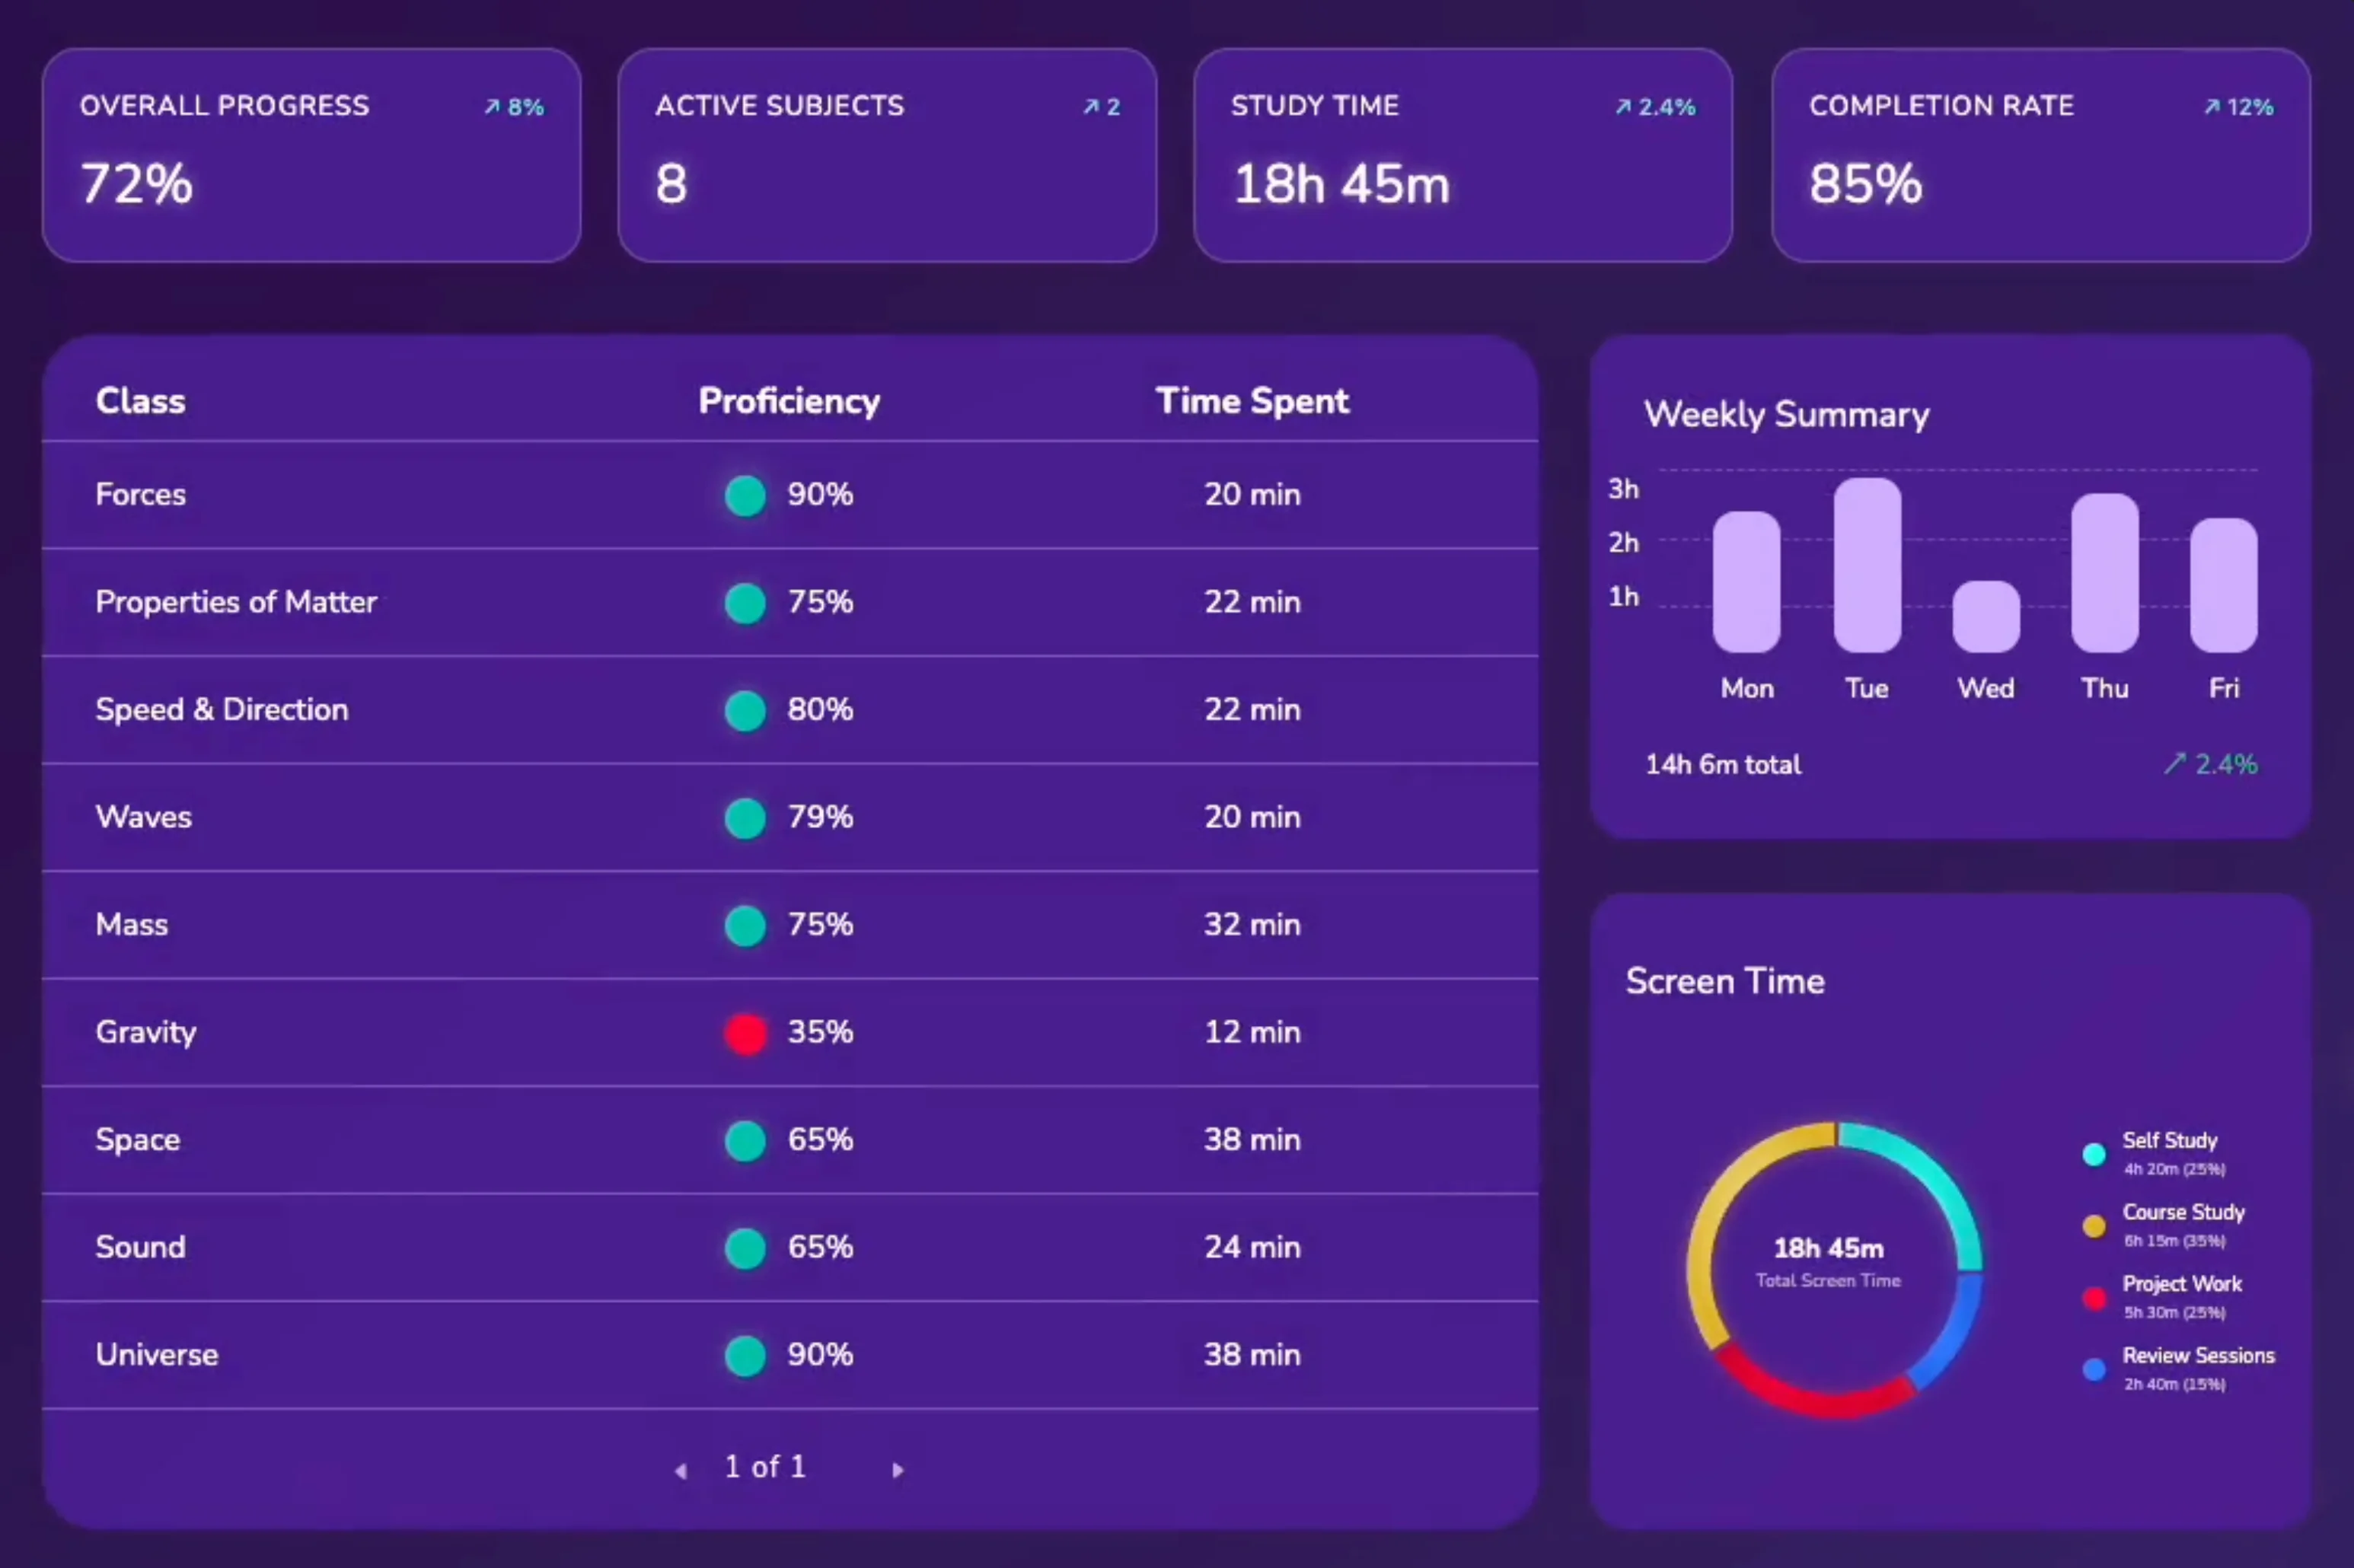 OVERALL PROGRESS ↗ 8%
72%
ACTIVE SUBJECTS ↗ 2
8
STUDY TIME ↗ 2.4%
18h 45m
COMPLETION RATE ↗ 12%
85%
Class Proficiency Time Spent
Forces 90% 20 min
Properties of Matter 75% 22 min
Speed & Direction 80% 22 min
Waves 79% 20 min
Mass 75% 32 min
Gravity 35% 12 min
Space 65% 38 min
Sound 65% 24 min
Universe 90% 38 min
1 of 1
Weekly Summary
3h
2h
1h
Mon Tue Wed Thu Fri
14h 6m total ↗ 2.4%
Screen Time
18h 45m
Total Screen Time
Self Study
4h 20m (25%)
Course Study
6h 15m (35%)
Project Work
5h 30m (25%)
Review Sessions
2h 40m (15%)